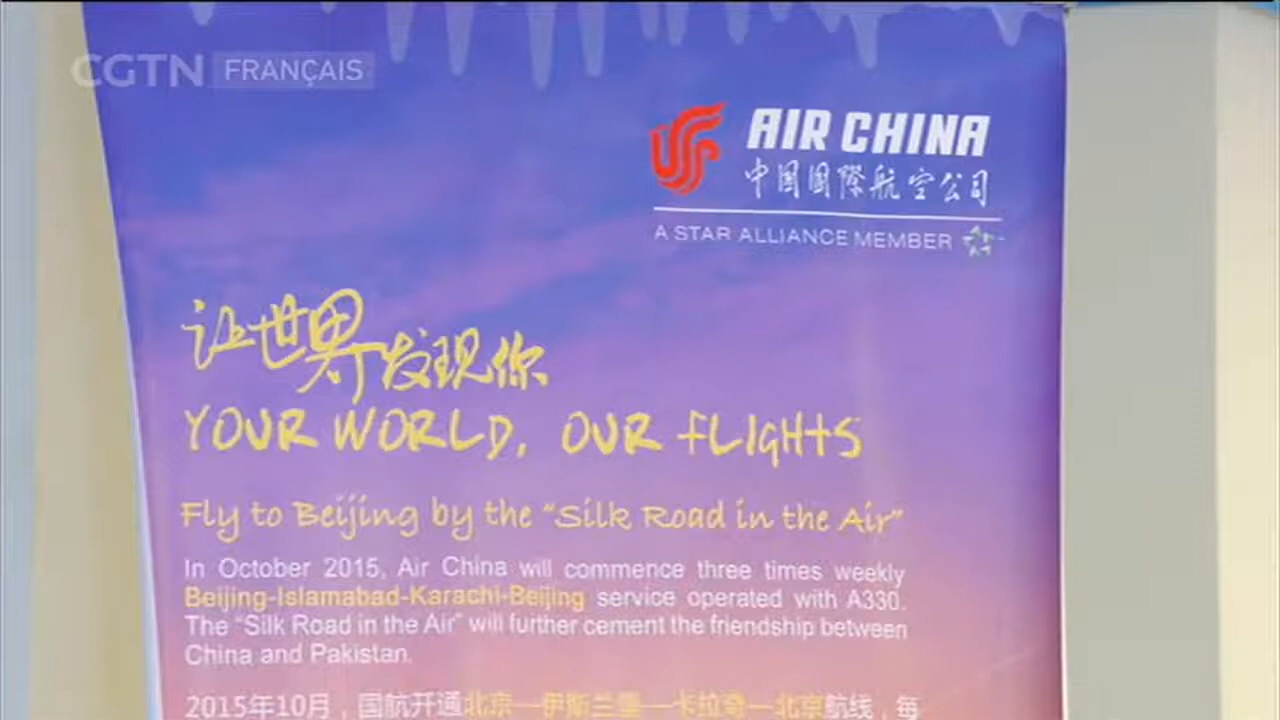 CGTN FRANÇAIS
AIR CHINA
中国国際航空公司
A STAR ALLIANCE MEMBER
让世界发现你
YOUR WORLD, OUR FLIGHTS
Fly to Beijing by the "Silk Road in the Air"
In October 2015, Air China will commence three times weekly
Beijing-Islamabad-Karachi-Beijing service operated with A330.
The "Silk Road in the Air" will further cement the friendship between
China and Pakistan.
2015年10月，国航开通北京—伊斯兰堡—卡拉奇—北京航线，每